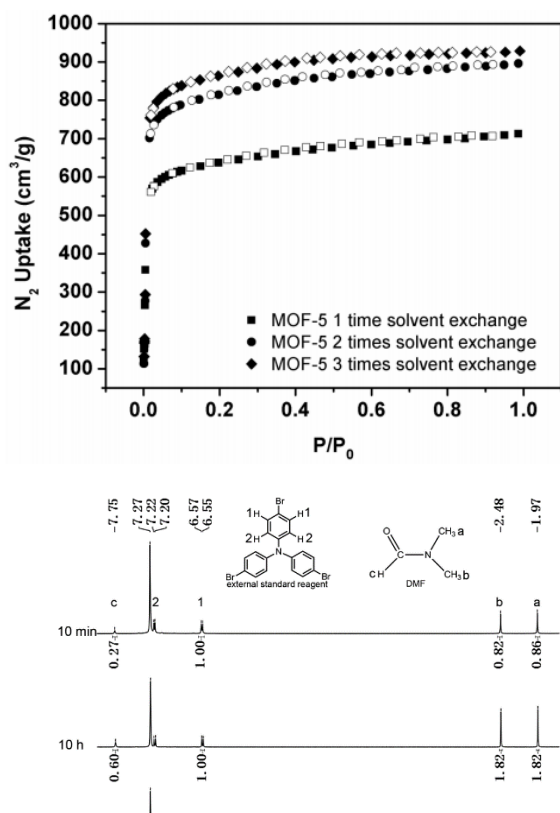 1000
900
800
700
600
500
400
300
200
100
N₂ Uptake (cm³/g)
MOF-5 1 time solvent exchange
MOF-5 2 times solvent exchange
MOF-5 3 times solvent exchange
0.0 0.2 0.4 0.6 0.8 1.0
P/P₀
-7.75 7.27 7.22 7.20 6.57 6.55 -2.48 -1.97
Br
1 H H 1
2 H H 2
N
Br Br
external standard reagent
O CH₃ a
N
c H CH₃ b
DMF
c 2 1 b a
10 min
0.27 1.00 0.82 0.86
10 h
0.60 1.00 1.82 1.82